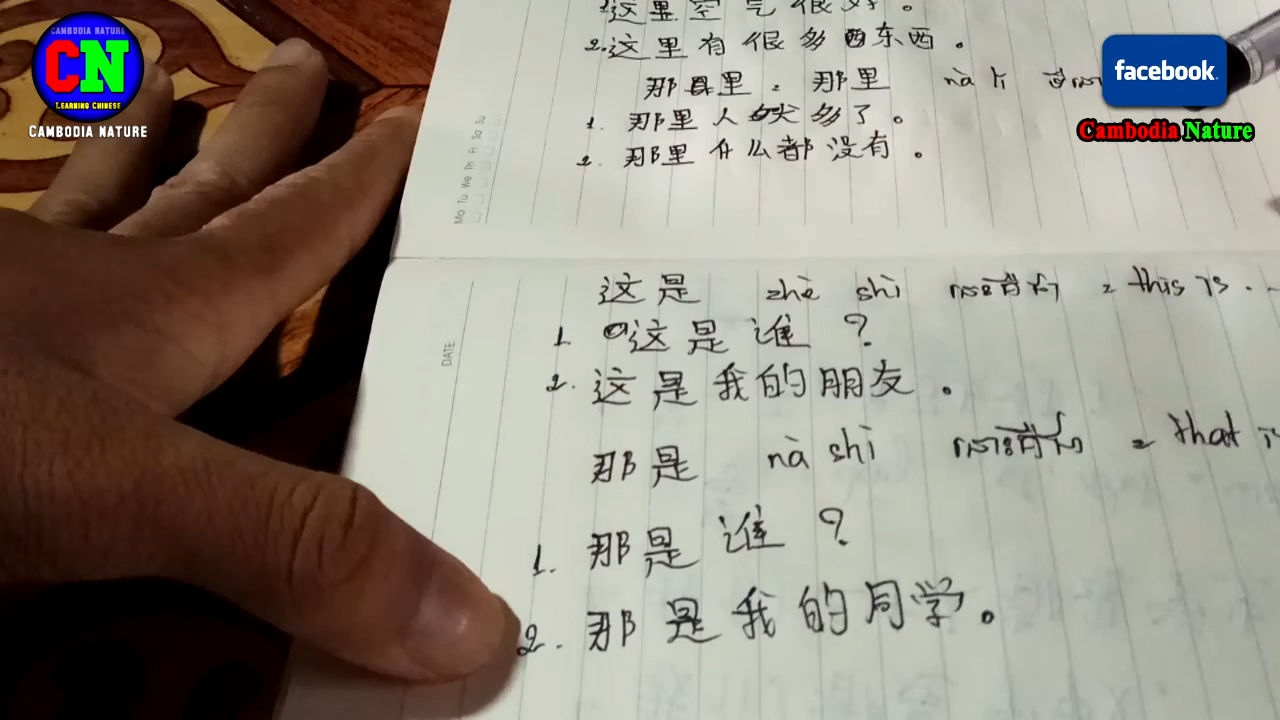 CAMBODIA NATURE
CN
LEARNING CHINESE
CAMBODIA NATURE
facebook
Cambodia Nature
1. 这里空气很好。
2. 这里有很多东西。
那里 = 那里 nà
1. 那里人太多了。
2. 那里什么都没有。
Mo Tu We Th Fr Sa Su
DATE
这是 zhè shì = this is...
1. 这是谁？
2. 这是我的朋友。
那是 nà shì = that
1. 那是谁？
2. 那是我的同学。